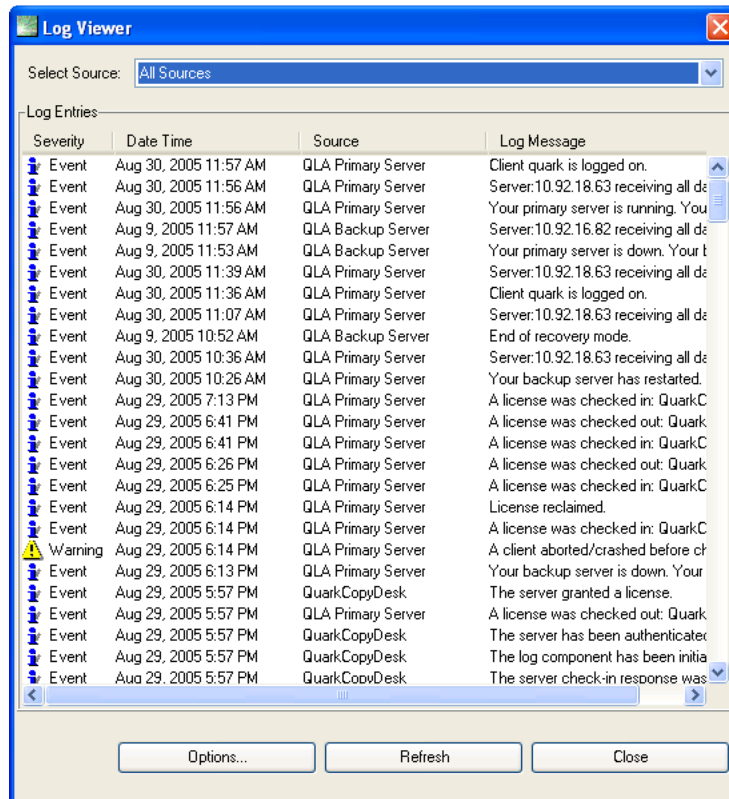 Log Viewer
Select Source: All Sources
Log Entries
Severity Date Time Source Log Message
Event Aug 30, 2005 11:57 AM QLA Primary Server Client quark is logged on.
Event Aug 30, 2005 11:56 AM QLA Primary Server Server:10.92.18.63 receiving all da
Event Aug 30, 2005 11:56 AM QLA Primary Server Your primary server is running. You
Event Aug 9, 2005 11:57 AM QLA Backup Server Server:10.92.16.82 receiving all da
Event Aug 9, 2005 11:53 AM QLA Backup Server Your primary server is down. Your b
Event Aug 30, 2005 11:39 AM QLA Primary Server Server:10.92.18.63 receiving all da
Event Aug 30, 2005 11:36 AM QLA Primary Server Client quark is logged on.
Event Aug 30, 2005 11:07 AM QLA Primary Server Server:10.92.18.63 receiving all da
Event Aug 9, 2005 10:52 AM QLA Backup Server End of recovery mode.
Event Aug 30, 2005 10:36 AM QLA Primary Server Server:10.92.18.63 receiving all da
Event Aug 30, 2005 10:26 AM QLA Primary Server Your backup server has restarted.
Event Aug 29, 2005 7:13 PM QLA Primary Server A license was checked in: QuarkC
Event Aug 29, 2005 6:41 PM QLA Primary Server A license was checked out: Quark
Event Aug 29, 2005 6:41 PM QLA Primary Server A license was checked in: QuarkC
Event Aug 29, 2005 6:26 PM QLA Primary Server A license was checked out: Quark
Event Aug 29, 2005 6:25 PM QLA Primary Server A license was checked in: QuarkC
Event Aug 29, 2005 6:14 PM QLA Primary Server License reclaimed.
Event Aug 29, 2005 6:14 PM QLA Primary Server A license was checked in: QuarkC
Warning Aug 29, 2005 6:14 PM QLA Primary Server A client aborted/crashed before ch
Event Aug 29, 2005 6:13 PM QLA Primary Server Your backup server is down. Your
Event Aug 29, 2005 5:57 PM QuarkCopyDesk The server granted a license.
Event Aug 29, 2005 5:57 PM QLA Primary Server A license was checked out: Quark
Event Aug 29, 2005 5:57 PM QuarkCopyDesk The server has been authenticated
Event Aug 29, 2005 5:57 PM QuarkCopyDesk The log component has been initia
Event Aug 29, 2005 5:57 PM QuarkCopyDesk The server check-in response was
Options... Refresh Close